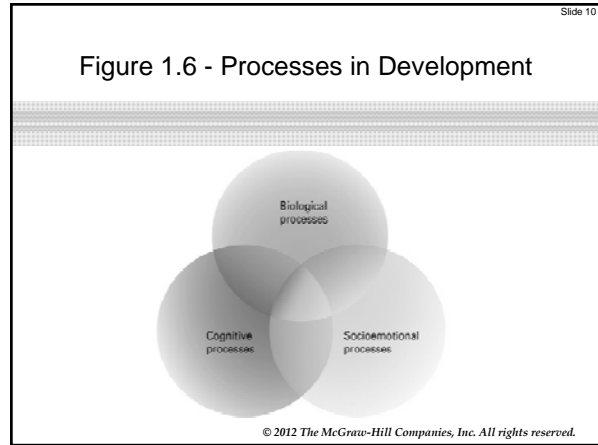 Slide 10
Figure 1.6 - Processes in Development
Biological
processes
Cognitive
processes
Socioemotional
processes
© 2012 The McGraw-Hill Companies, Inc. All rights reserved.